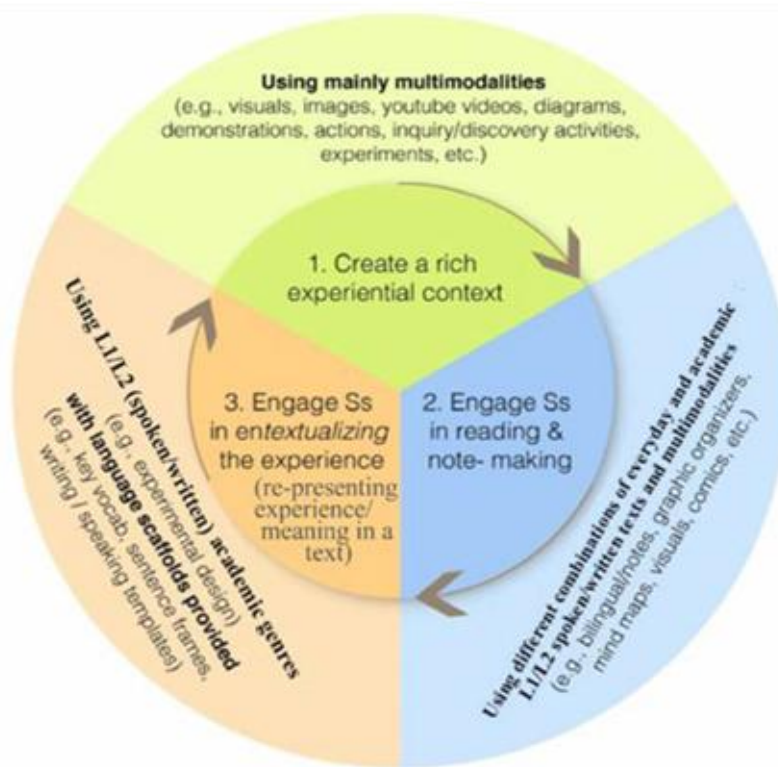 Using mainly multimodalities
(e.g., visuals, images, youtube videos, diagrams,
demonstrations, actions, inquiry/discovery activities,
experiments, etc.)
1. Create a rich
experiential context
2. Engage Ss
in reading &
note- making
Using different combinations of everyday and academic
L1/L2 spoken/written texts and multimodalities
(e.g., bilingual/notes, graphic organizers,
mind maps, visuals, comics, etc.)
3. Engage Ss
in entextualizing
the experience
(re-presenting
experience/
meaning in a
text)
Using L1/L2 (spoken/written) academic genres
(e.g., experimental design)
with language scaffolds provided
(e.g., key vocab, sentence frames,
writing / speaking templates)